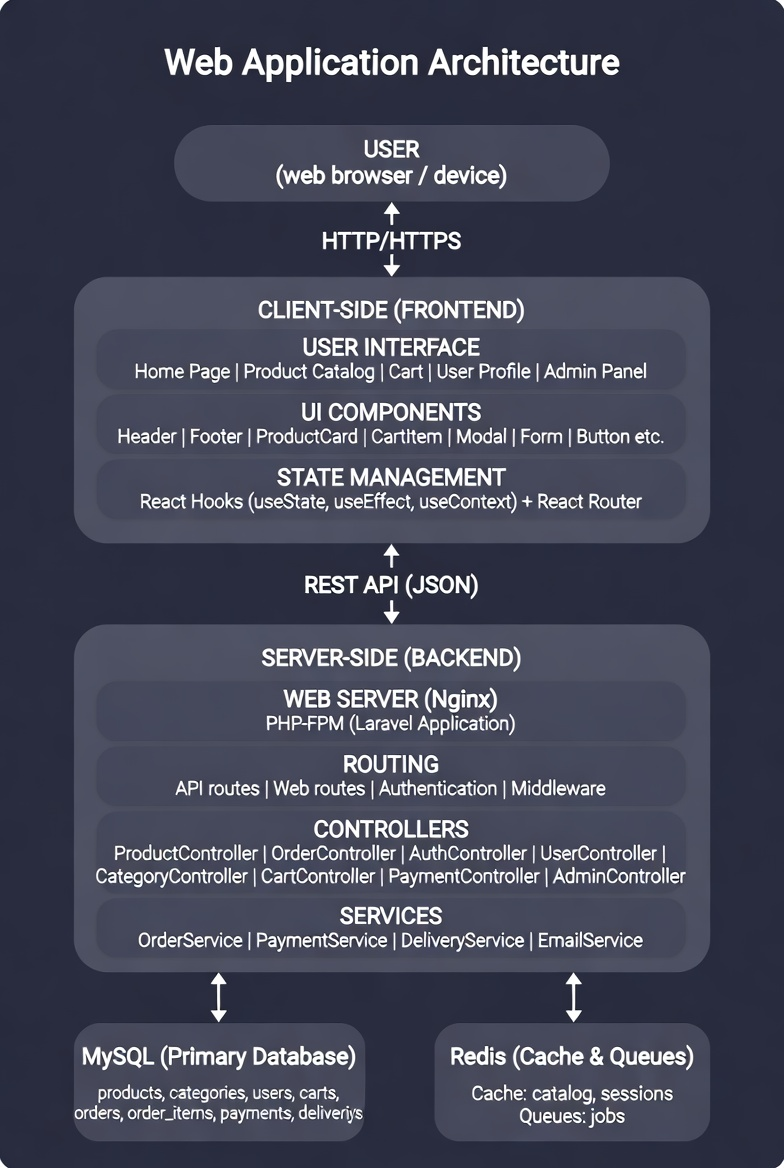 Web Application Architecture
USER
(web browser / device)
HTTP/HTTPS
CLIENT-SIDE (FRONTEND)
USER INTERFACE
Home Page | Product Catalog | Cart | User Profile | Admin Panel
UI COMPONENTS
Header | Footer | ProductCard | CartItem | Modal | Form | Button etc.
STATE MANAGEMENT
React Hooks (useState, useEffect, useContext) + React Router
REST API (JSON)
SERVER-SIDE (BACKEND)
WEB SERVER (Nginx)
PHP-FPM (Laravel Application)
ROUTING
API routes | Web routes | Authentication | Middleware
CONTROLLERS
ProductController | OrderController | AuthController | UserController |
CategoryController | CartController | PaymentController | AdminController
SERVICES
OrderService | PaymentService | DeliveryService | EmailService
MySQL (Primary Database)
products, categories, users, carts,
orders, order_items, payments,
Redis (Cache & Queues)
Cache: catalog, sessions
Queues: jobs